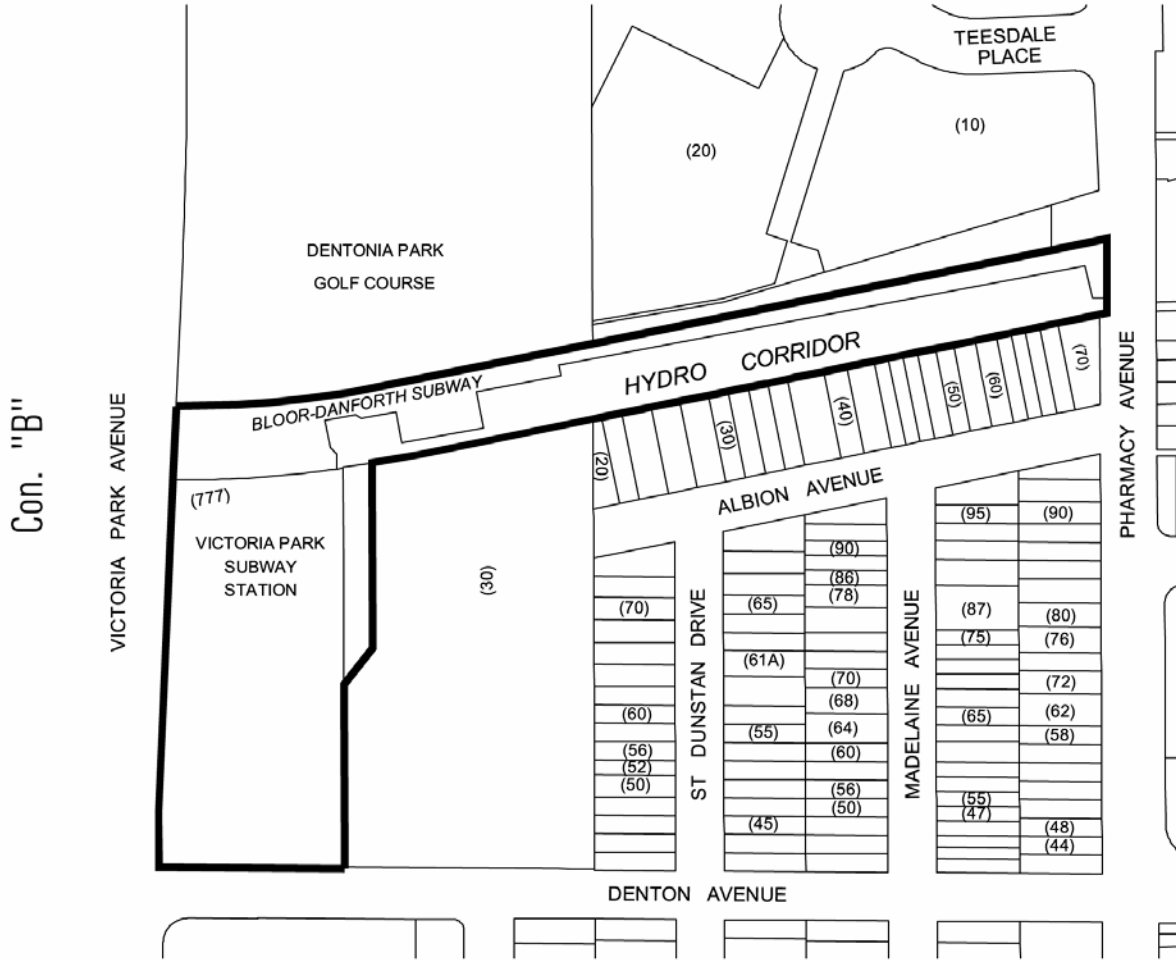 TEESDALE
PLACE
(10)
(20)
DENTONIA PARK
GOLF COURSE
HYDRO CORRIDOR
BLOOR-DANFORTH SUBWAY
Con. "B"
VICTORIA PARK AVENUE
PHARMACY AVENUE
(777)
VICTORIA PARK
SUBWAY
STATION
(30)
(20)
(30)
(40)
(50)
(60)
(70)
ALBION AVENUE
ST DUNSTAN DRIVE
MADELAINE AVENUE
(70)
(60)
(56)
(52)
(50)
(65)
(61A)
(55)
(45)
(90)
(86)
(78)
(70)
(68)
(64)
(60)
(56)
(50)
(95)
(87)
(75)
(65)
(55)
(47)
(90)
(80)
(76)
(72)
(62)
(58)
(48)
(44)
DENTON AVENUE